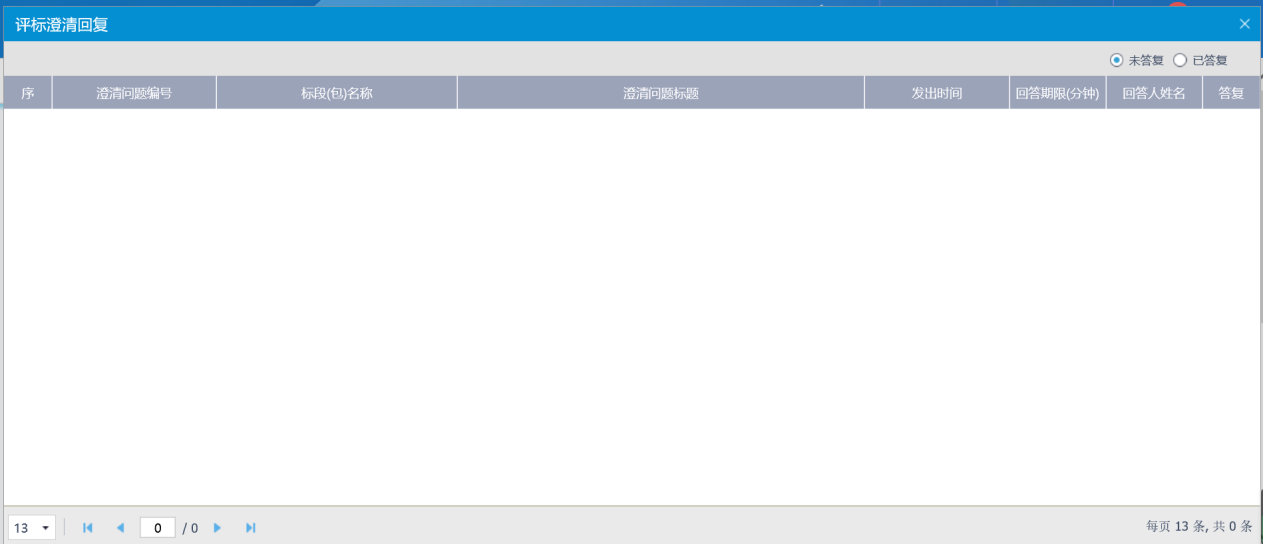 评标澄清回复
未答复 已答复
序 澄清问题编号 标段(包)名称 澄清问题标题 发出时间 回答期限(分钟) 回答人姓名 答复
13 0 / 0 每页 13 条, 共 0 条